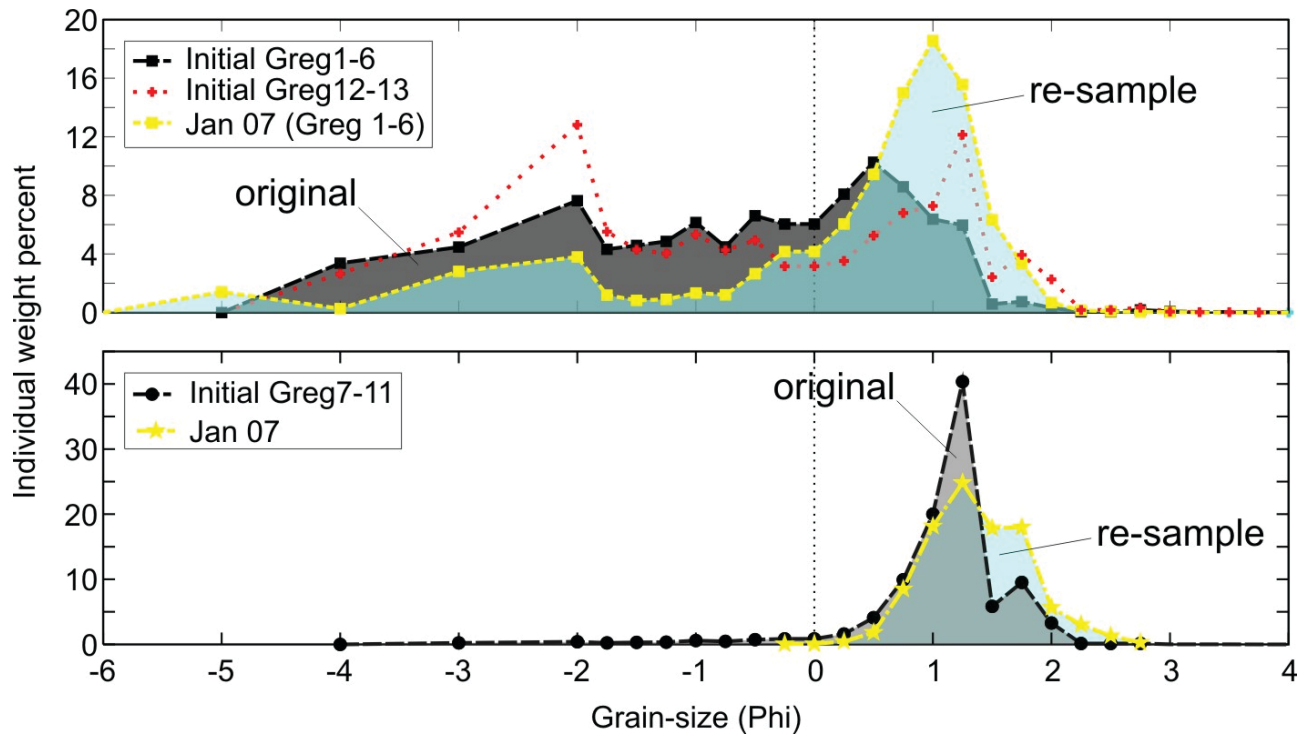 Individual weight percent
20
16
12
8
4
0
Initial Greg1-6
Initial Greg12-13
Jan 07 (Greg 1-6)
original
re-sample
40
30
20
10
0
Initial Greg7-11
Jan 07
original
re-sample
-6 -5 -4 -3 -2 -1 0 1 2 3 4
Grain-size (Phi)